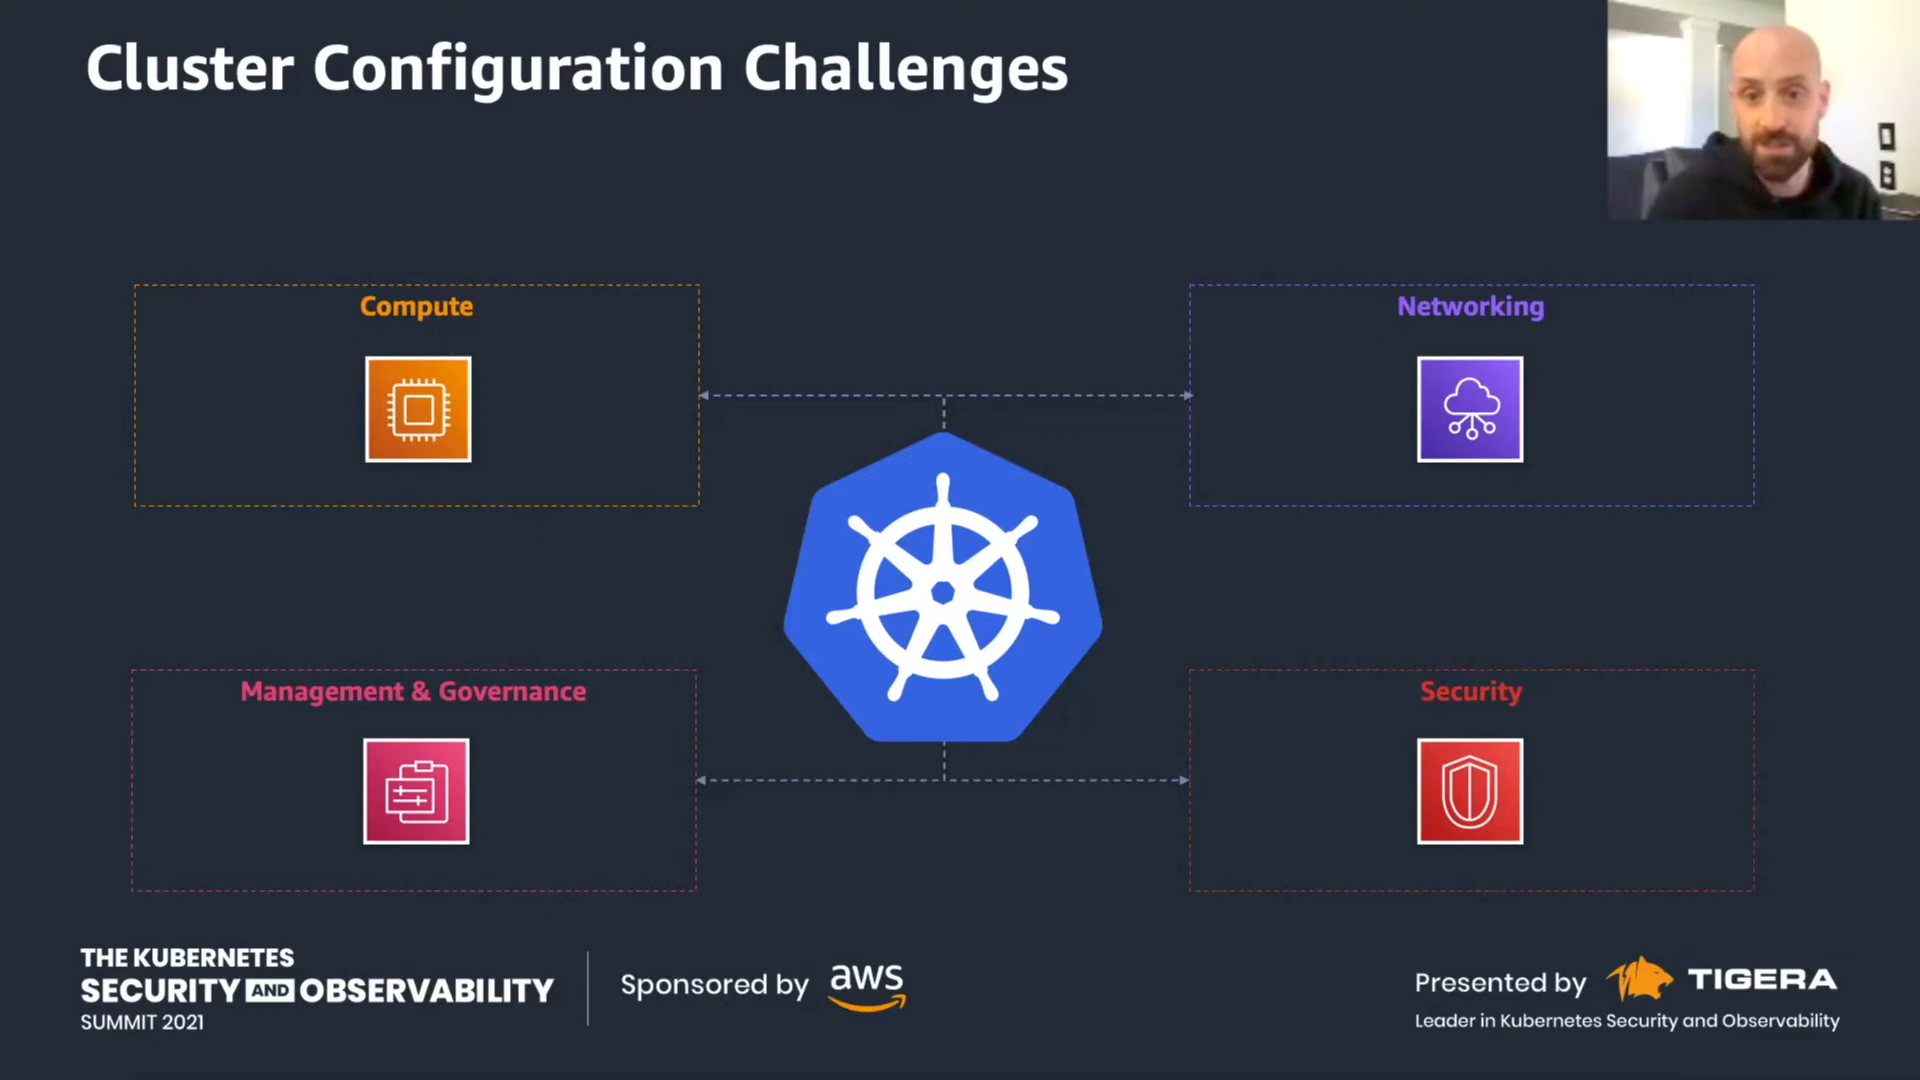 Cluster Configuration Challenges
Compute
Networking
Management & Governance
Security
THE KUBERNETES
SECURITY AND OBSERVABILITY
SUMMIT 2021
Sponsored by aws
Presented by TIGERA
Leader in Kubernetes Security and Observability